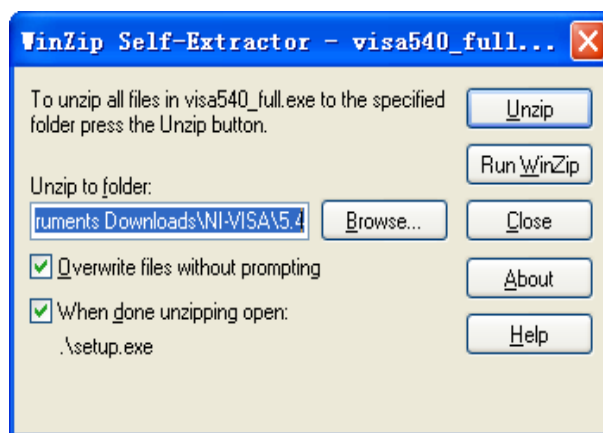 WinZip Self-Extractor - visa540_full...
To unzip all files in visa540_full.exe to the specified
folder press the Unzip button.
Unzip to folder:
ruments Downloads\NI-VISA\5.4
Browse...
Overwrite files without prompting
When done unzipping open:
.\setup.exe
Unzip
Run WinZip
Close
About
Help